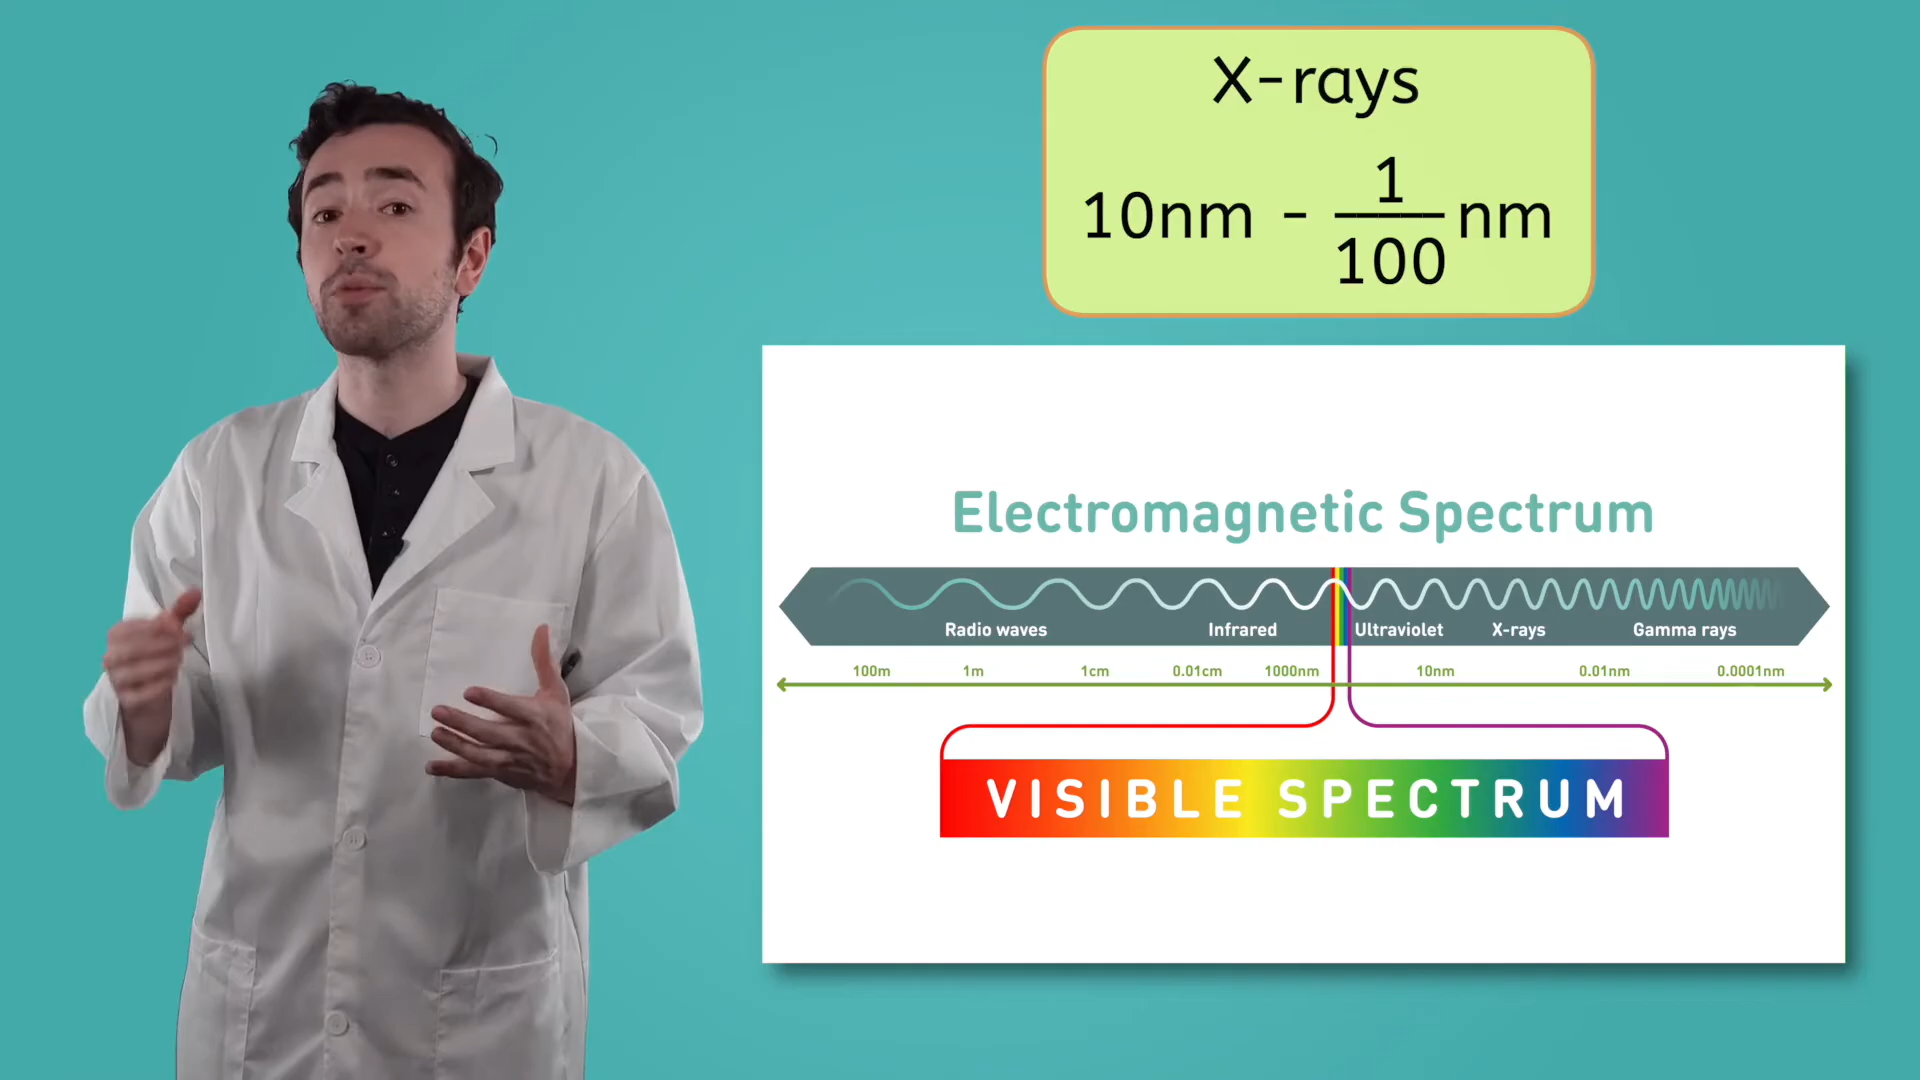 X-rays
10nm - 1/100 nm
Electromagnetic Spectrum
Radio waves Infrared Ultraviolet X-rays Gamma rays
100m 1m 1cm 0.01cm 1000nm 10nm 0.01nm 0.0001nm
VISIBLE SPECTRUM